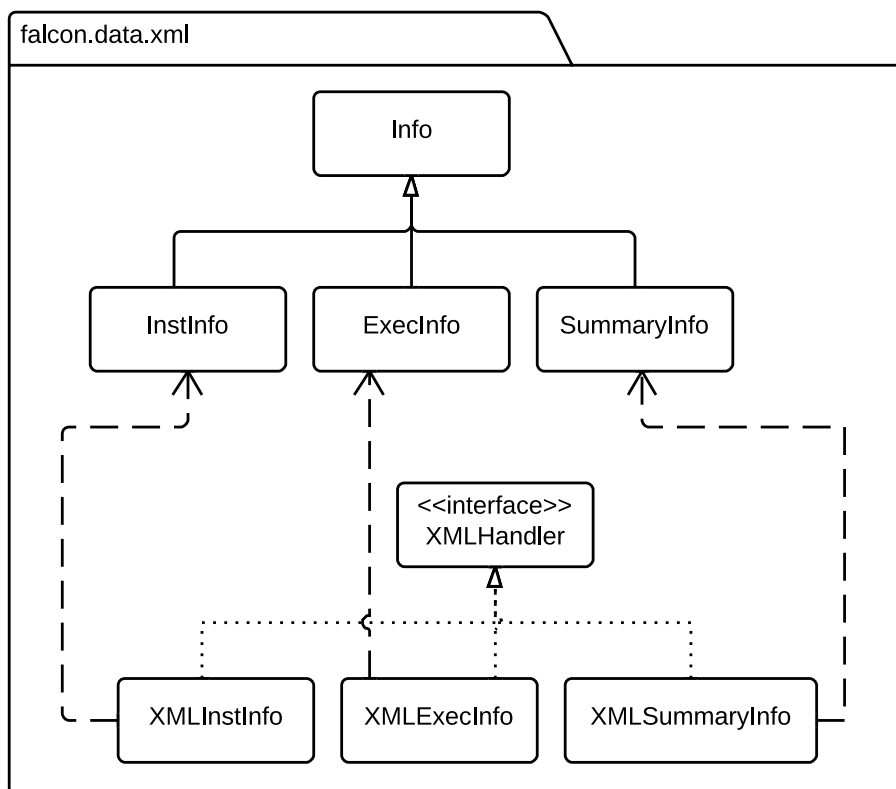 falcon.data.xml
Info
InstInfo
ExecInfo
SummaryInfo
<<interface>>
XMLHandler
XMLInstInfo
XMLExecInfo
XMLSummaryInfo